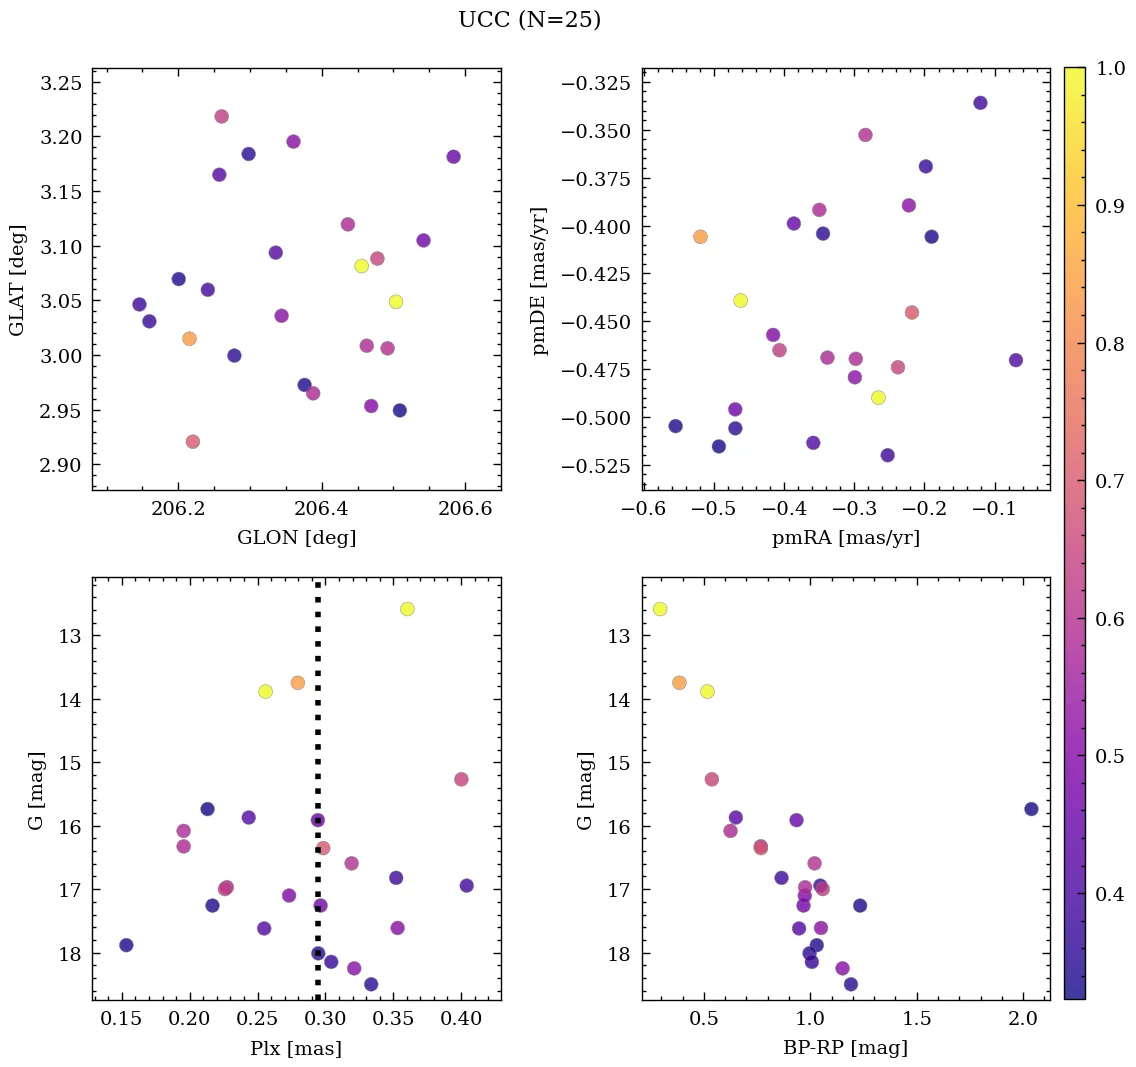 UCC (N=25)
3.25
3.20
3.15
3.10
3.05
3.00
2.95
2.90
GLAT [deg]
206.2 206.4 206.6
GLON [deg]
−0.325
−0.350
−0.375
−0.400
−0.425
−0.450
−0.475
−0.500
−0.525
pmDE [mas/yr]
−0.6 −0.5 −0.4 −0.3 −0.2 −0.1
pmRA [mas/yr]
13
14
15
16
17
18
G [mag]
0.15 0.20 0.25 0.30 0.35 0.40
Plx [mas]
13
14
15
16
17
18
G [mag]
0.5 1.0 1.5 2.0
BP-RP [mag]
1.0
0.9
0.8
0.7
0.6
0.5
0.4